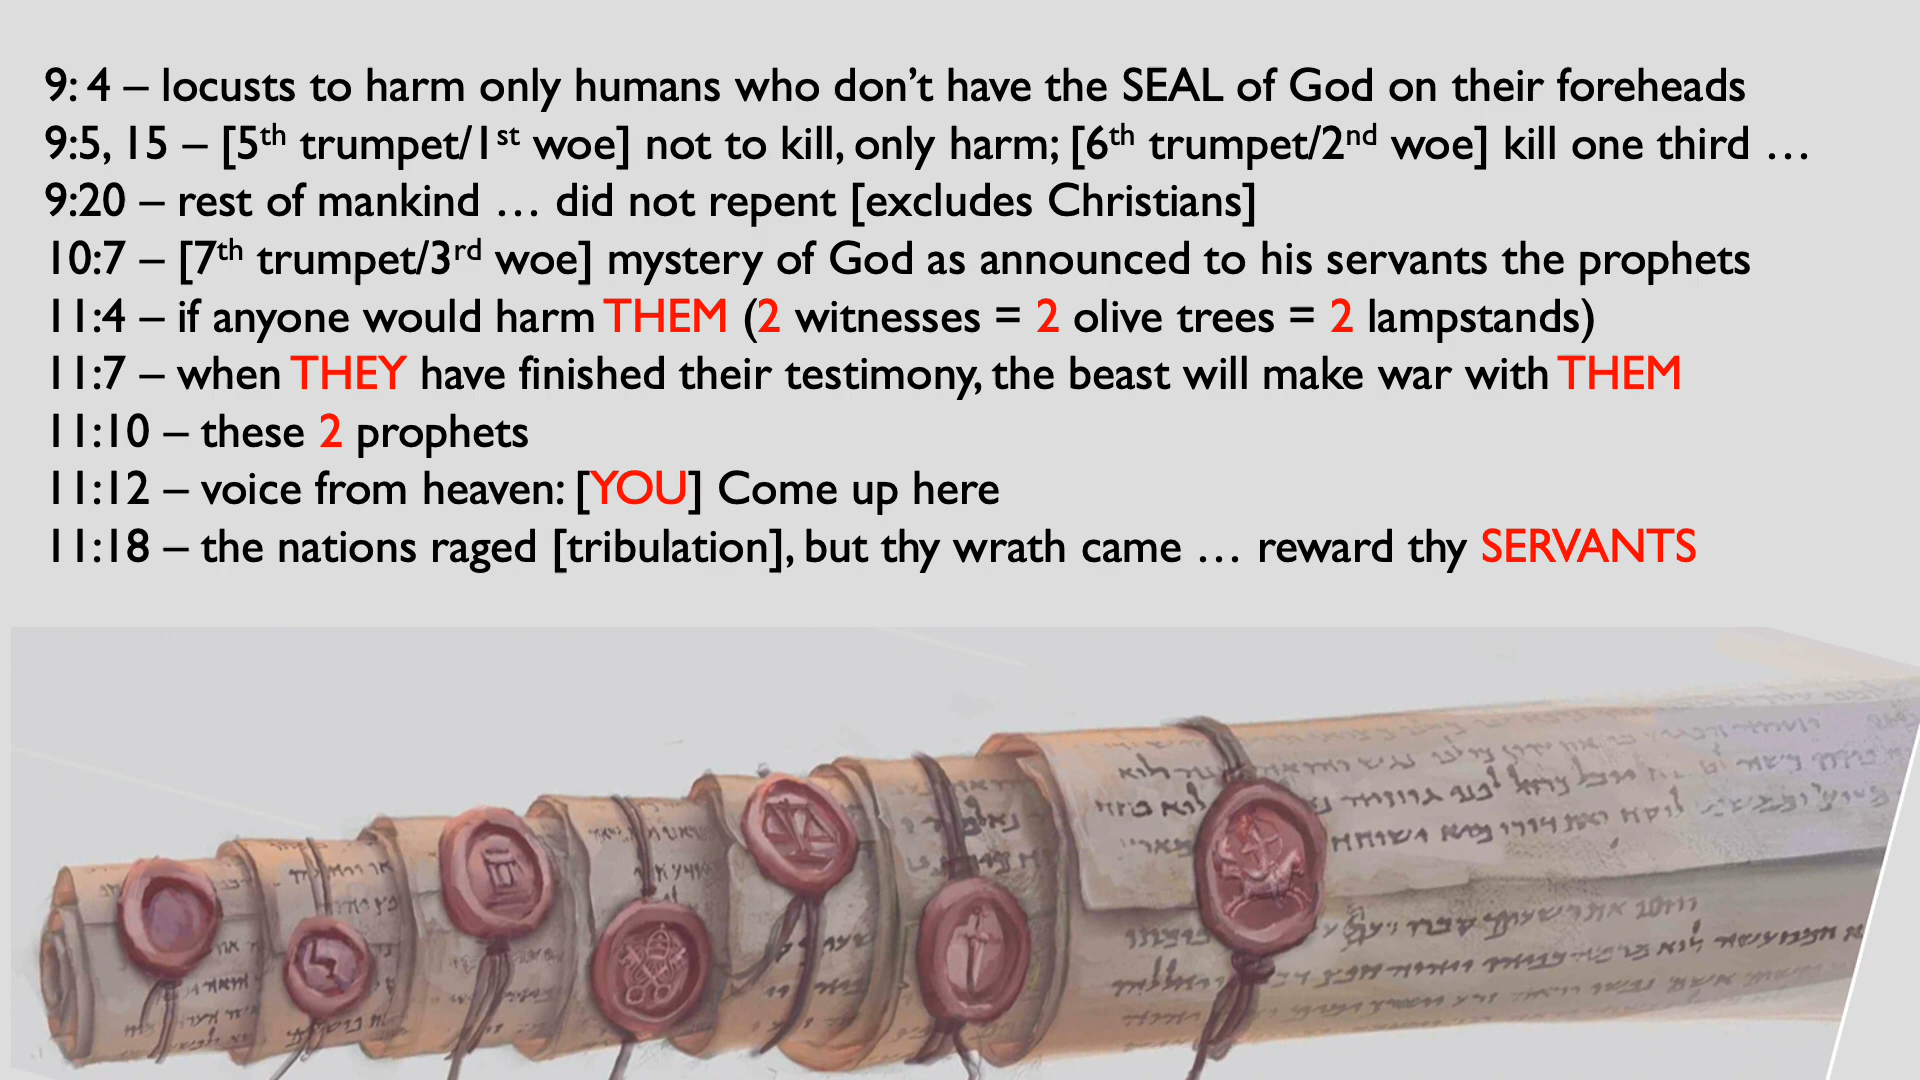 9: 4 – locusts to harm only humans who don’t have the SEAL of God on their foreheads
9:5, 15 – [5th trumpet/1st woe] not to kill, only harm; [6th trumpet/2nd woe] kill one third …
9:20 – rest of mankind … did not repent [excludes Christians]
10:7 – [7th trumpet/3rd woe] mystery of God as announced to his servants the prophets
11:4 – if anyone would harm THEM (2 witnesses = 2 olive trees = 2 lampstands)
11:7 – when THEY have finished their testimony, the beast will make war with THEM
11:10 – these 2 prophets
11:12 – voice from heaven: [YOU] Come up here
11:18 – the nations raged [tribulation], but thy wrath came … reward thy SERVANTS